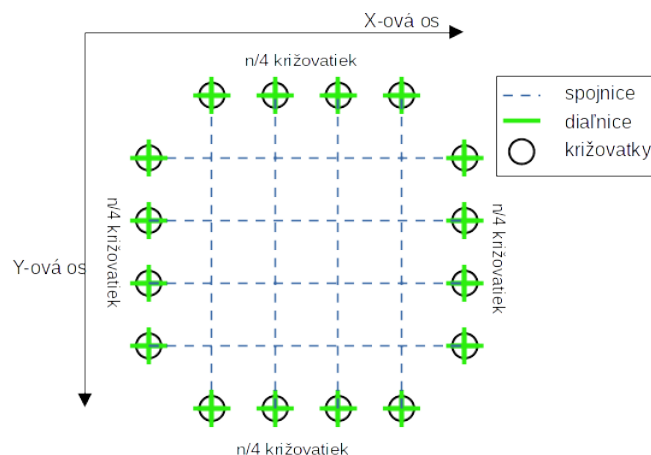 X-ová os
n/4 križovatiek
spojnice
diaľnice
križovatky
n/4 križovatiek
n/4 križovatiek
Y-ová os
n/4 križovatiek